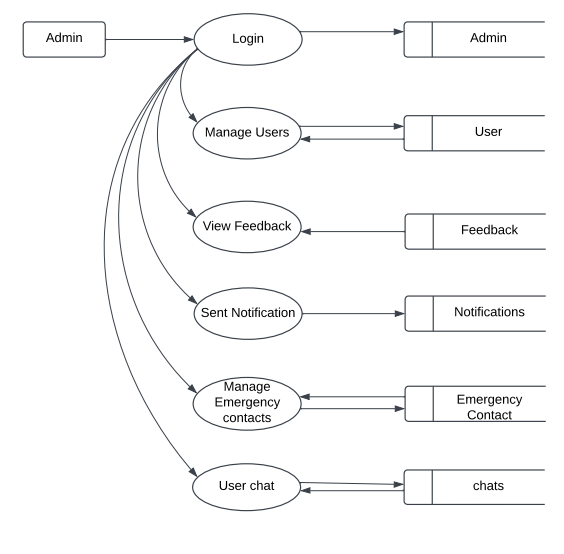 Admin
Login
Admin
Manage Users
User
View Feedback
Feedback
Sent Notification
Notifications
Manage
Emergency
contacts
Emergency
Contact
User chat
chats